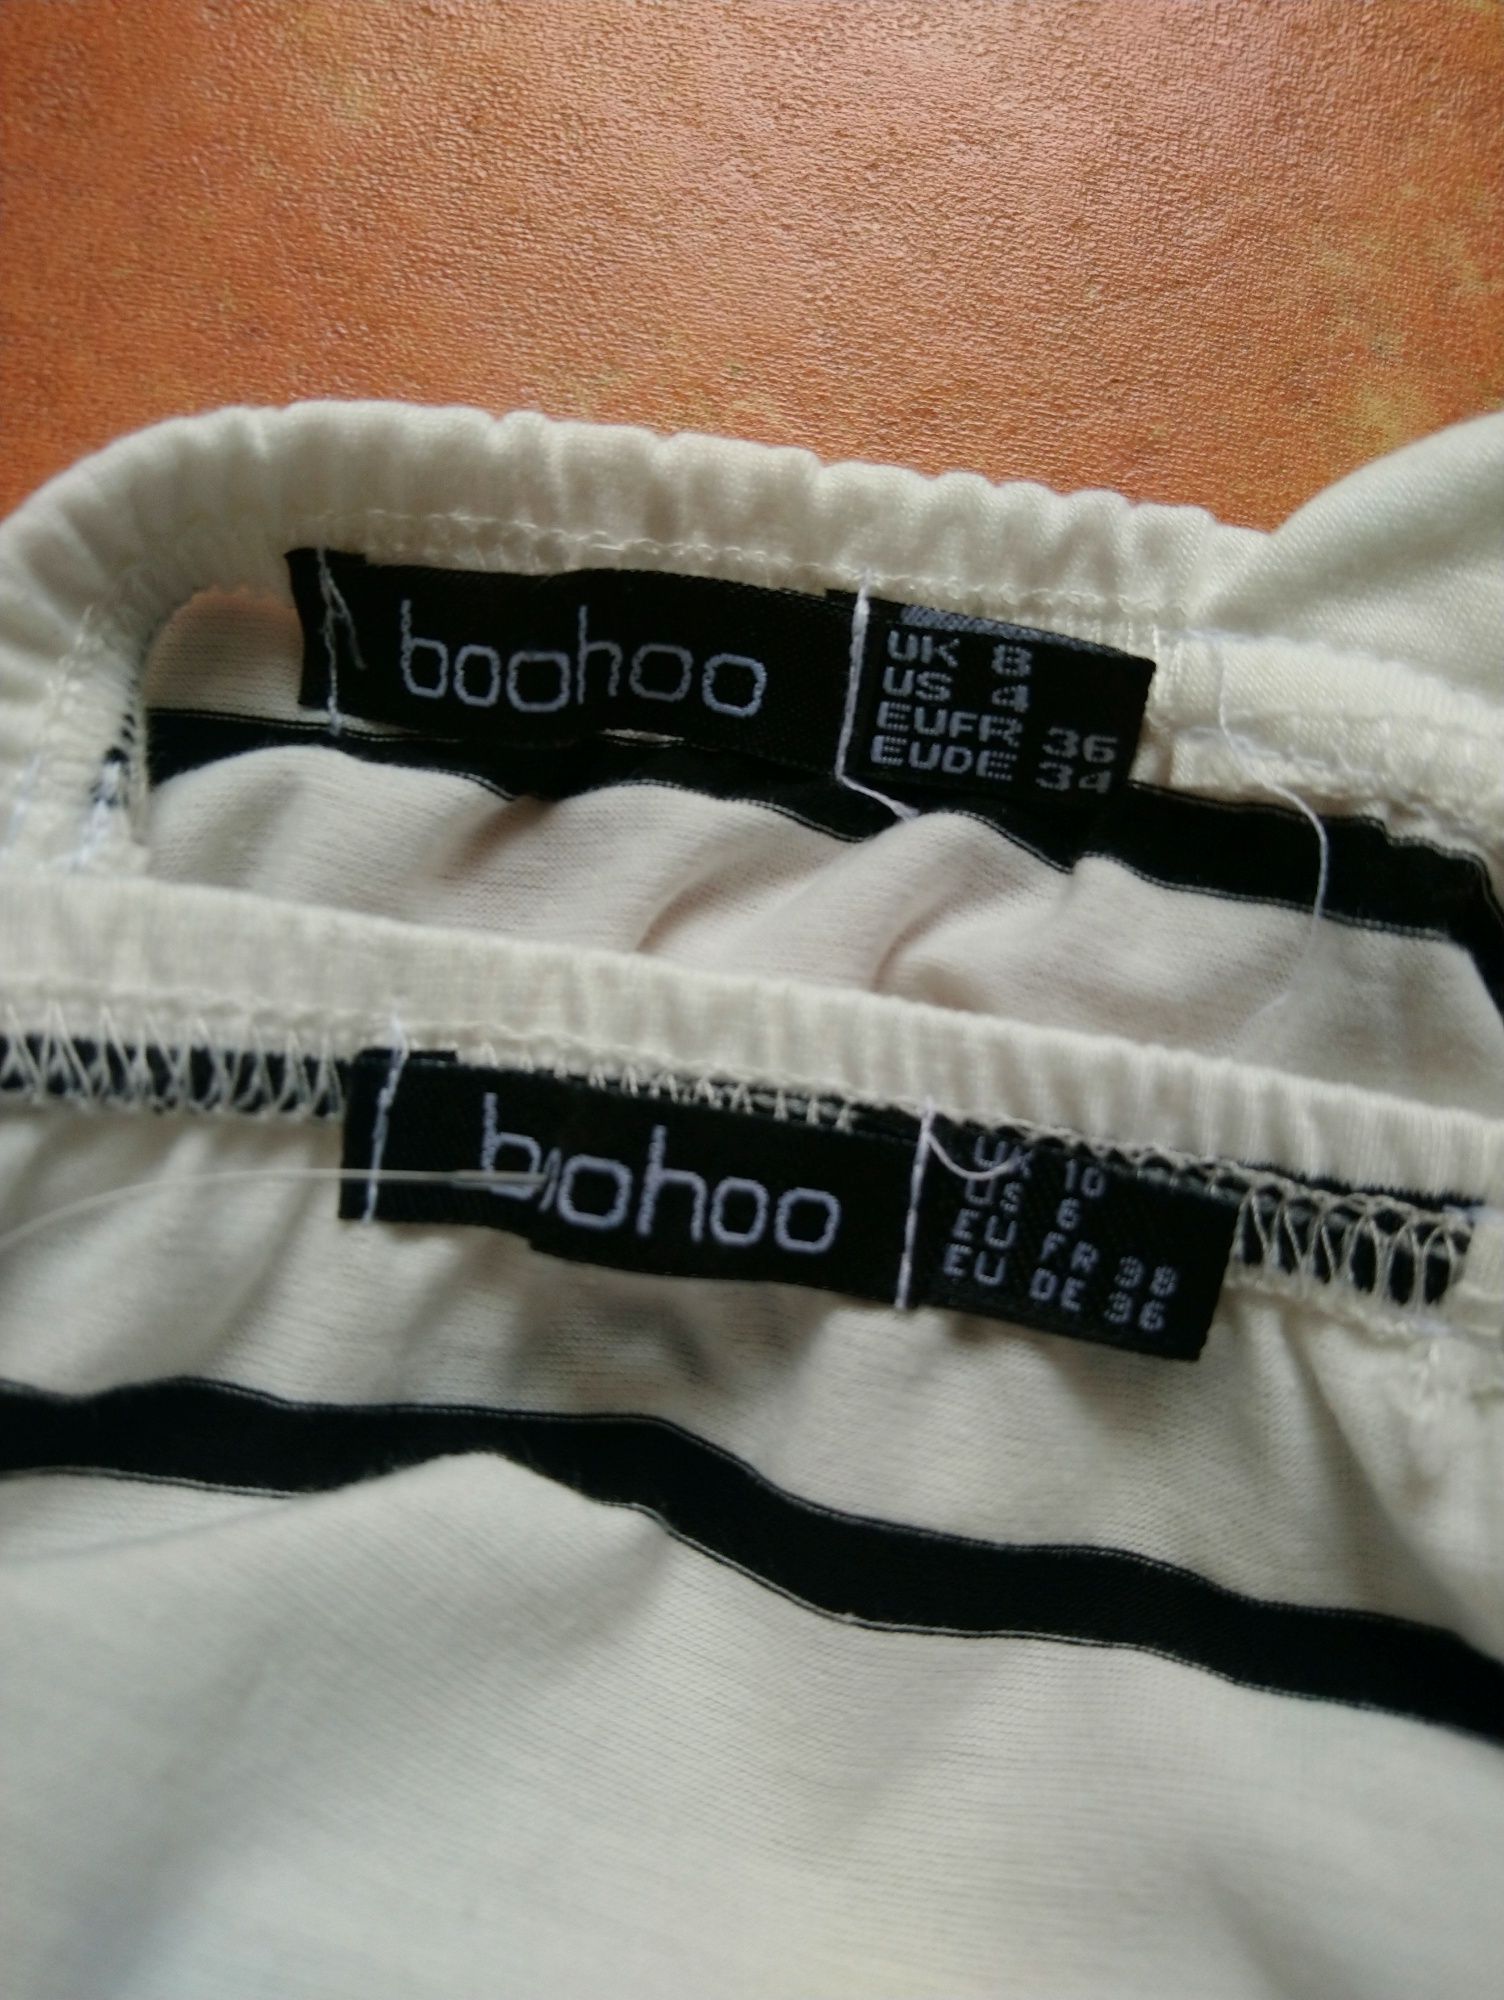 boohoo
UK 8
US 4
EUFR 36
EUDE 34
boohoo
UK 10
US 6
EU FR 38
EU DE 36